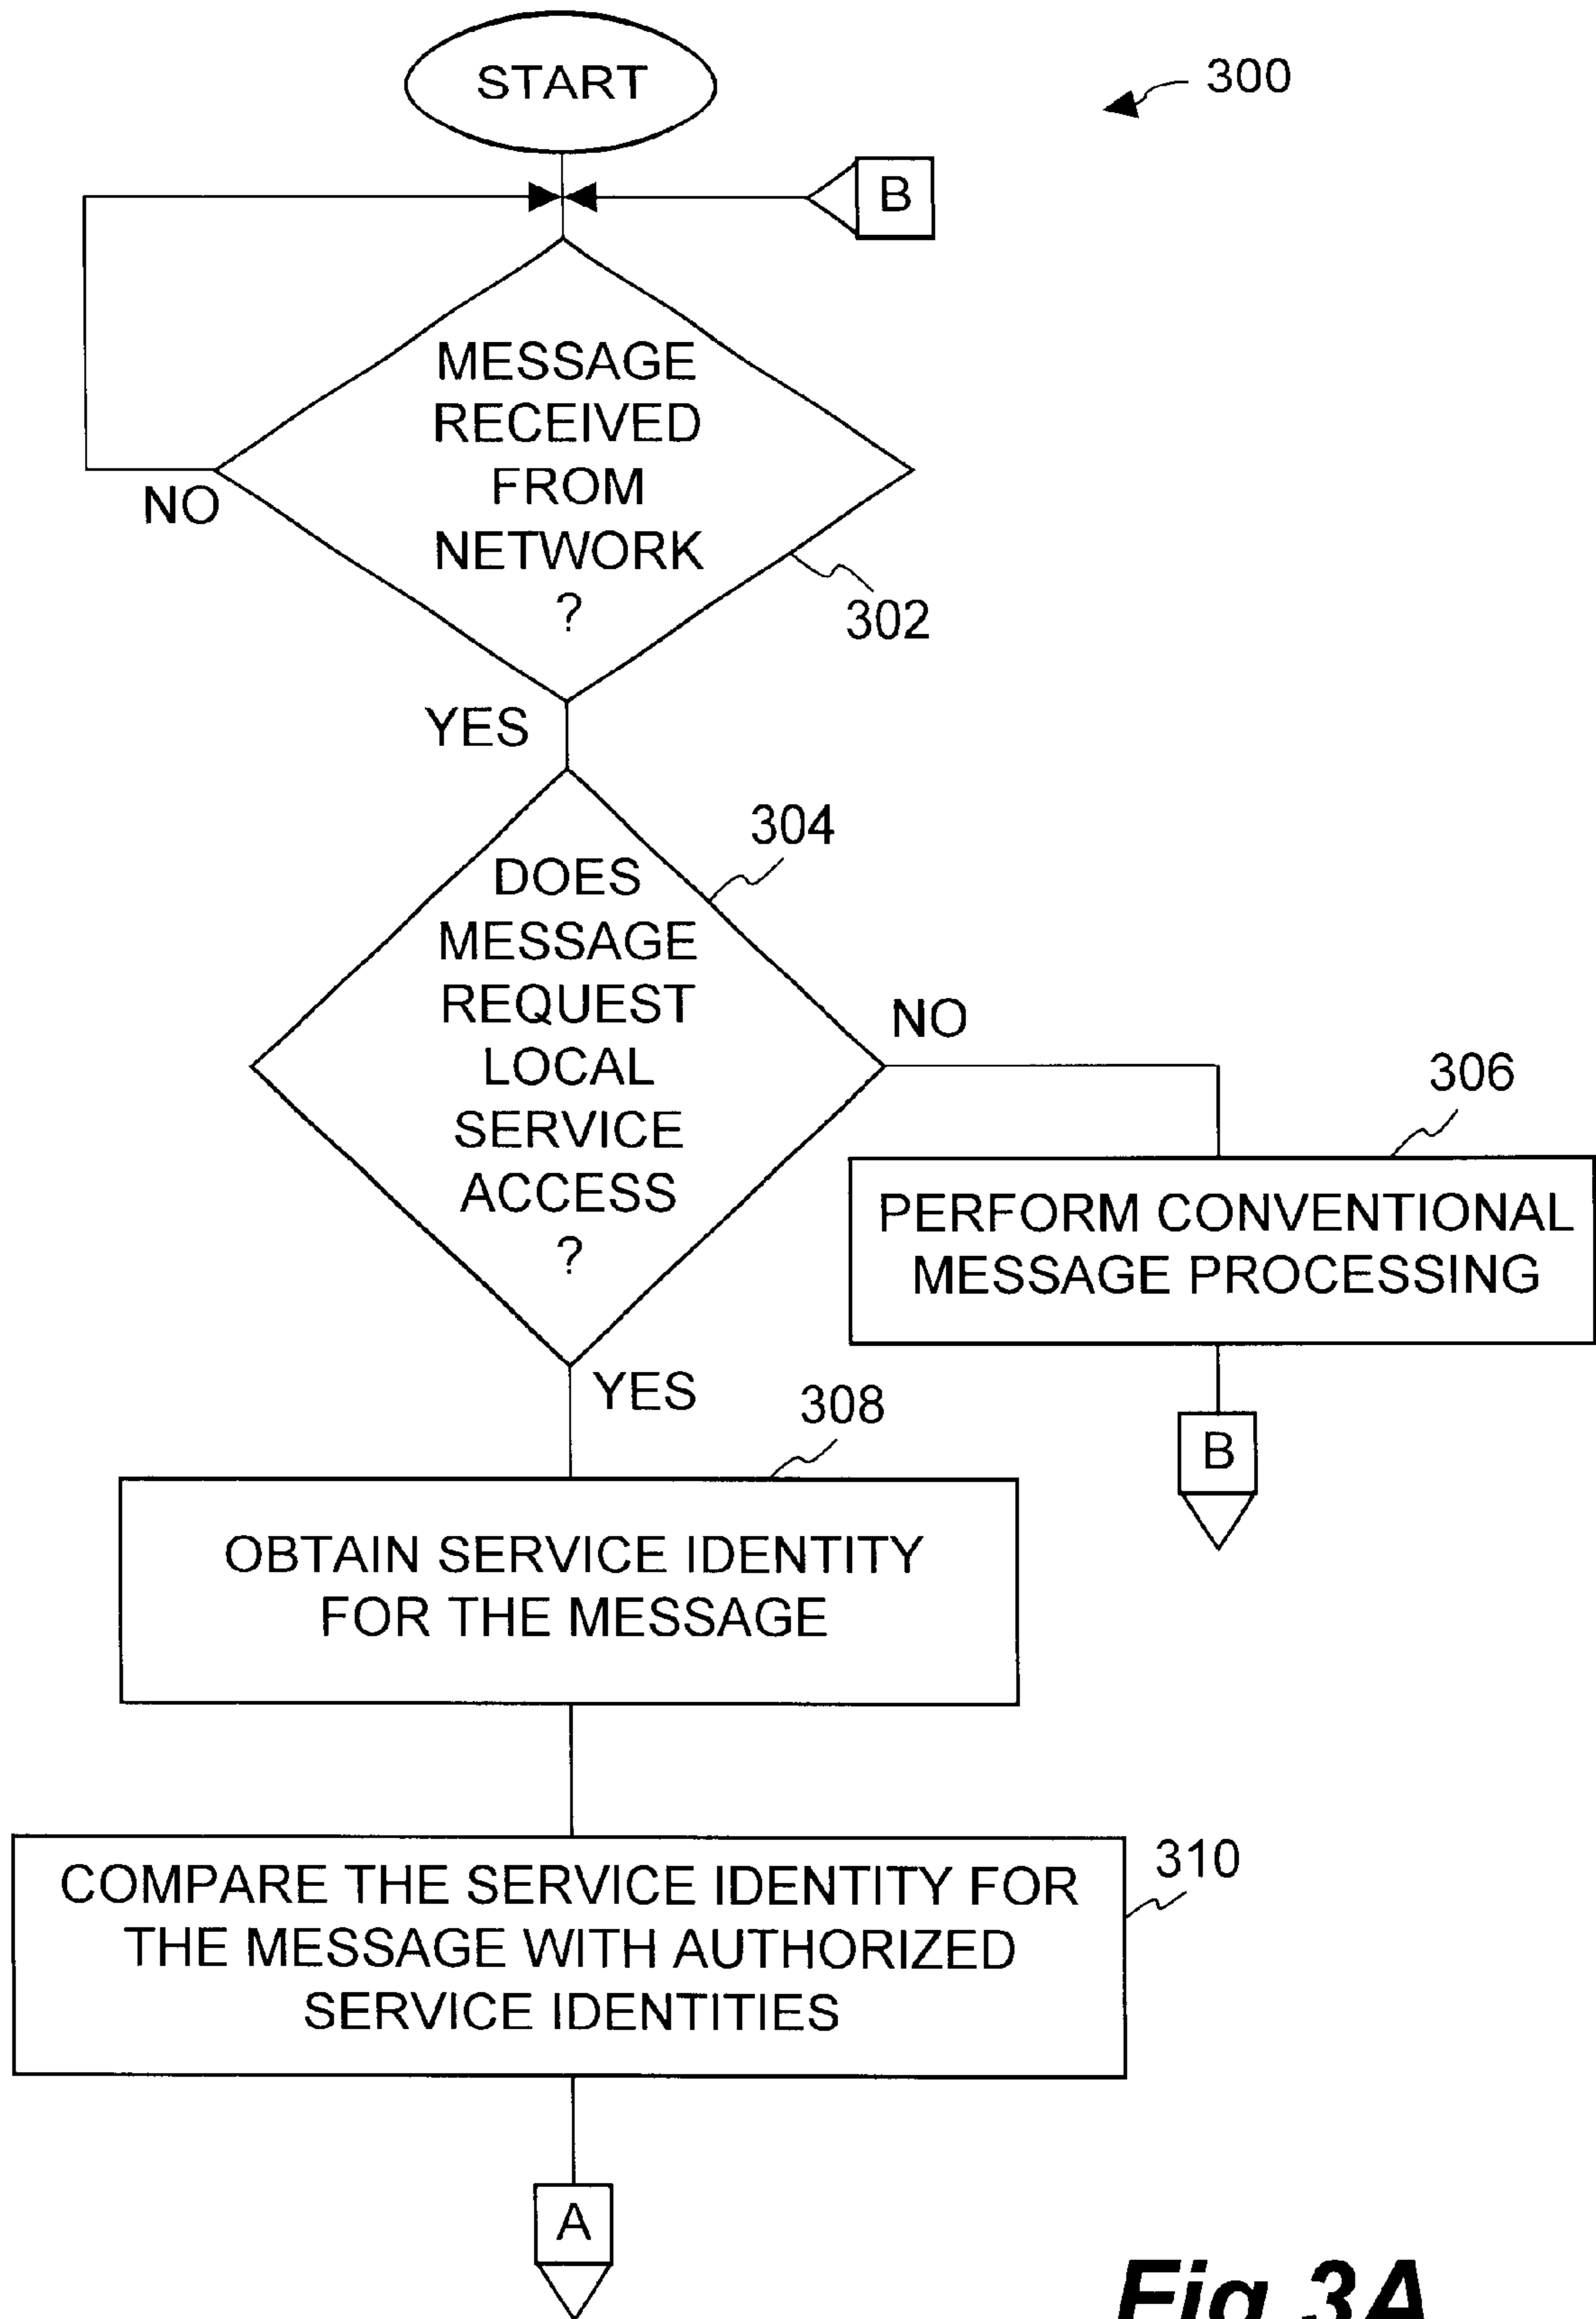 START
300
B
MESSAGE
RECEIVED
FROM
NETWORK
?
NO
302
YES
304
DOES
MESSAGE
REQUEST
LOCAL
SERVICE
ACCESS
?
NO
306
PERFORM CONVENTIONAL
MESSAGE PROCESSING
YES
B
308
OBTAIN SERVICE IDENTITY
FOR THE MESSAGE
310
COMPARE THE SERVICE IDENTITY FOR
THE MESSAGE WITH AUTHORIZED
SERVICE IDENTITIES
A
Fig 3A